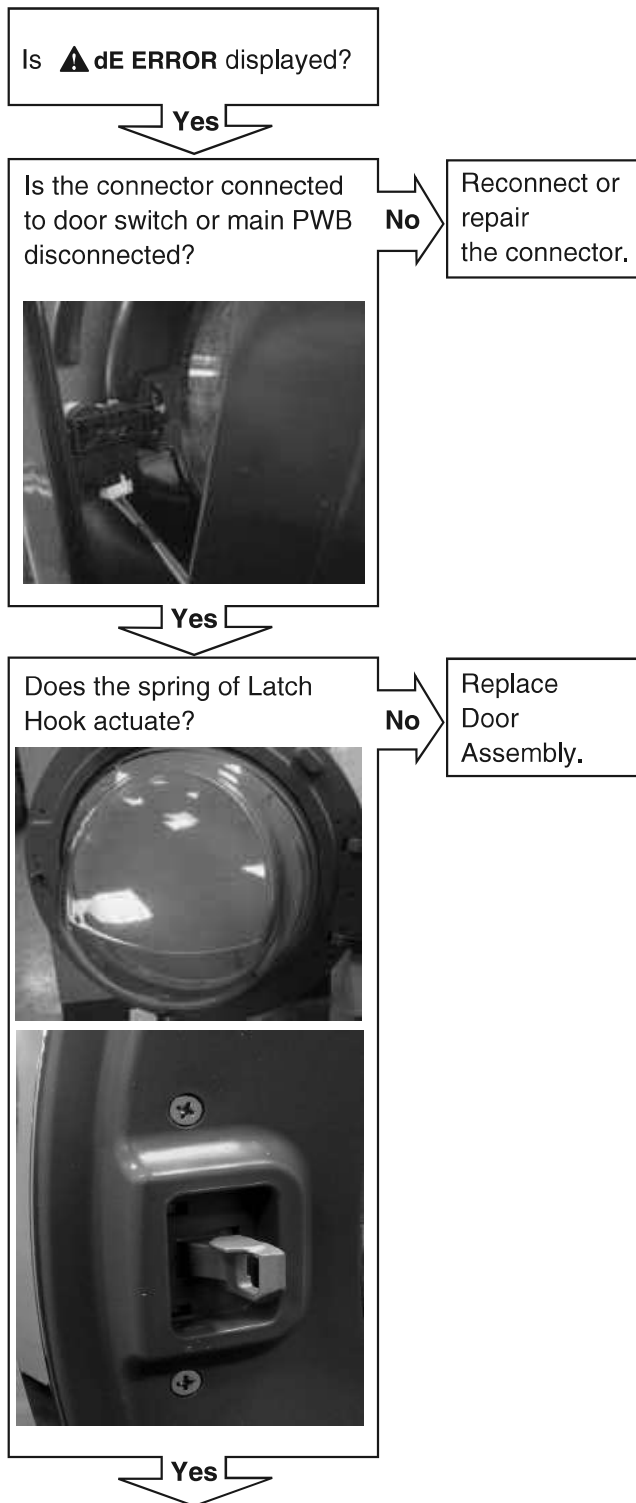 Is ⚠ dE ERROR displayed?
Yes
Is the connector connected
to door switch or main PWB
disconnected?
No
Reconnect or
repair
the connector.
Yes
Does the spring of Latch
Hook actuate?
No
Replace
Door
Assembly.
Yes